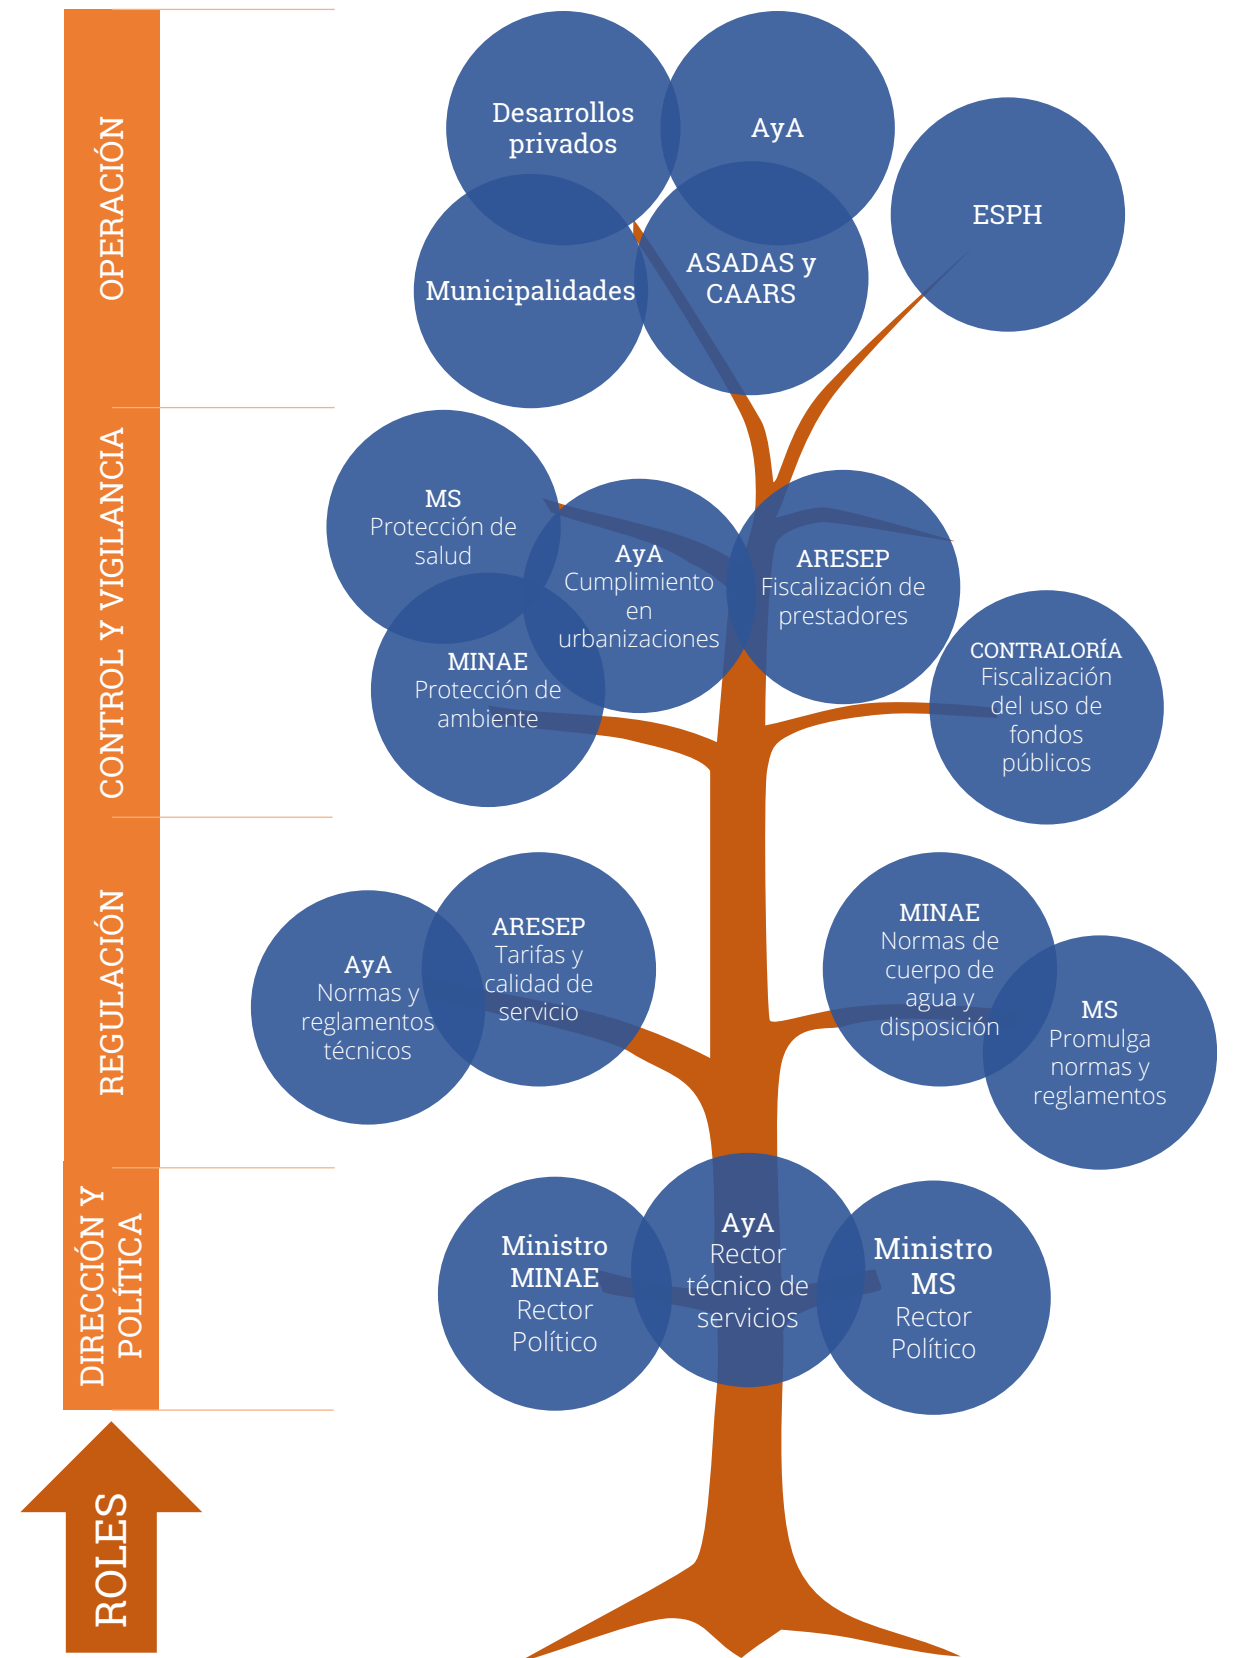 OPERACIÓN
Desarrollos
privados
AyA
ESPH
Municipalidades
ASADAS y
CAARS
CONTROL Y VIGILANCIA
MS
Protección de
salud
AyA
Cumplimiento
en
urbanizaciones
ARESEP
Fiscalización de
prestadores
MINAE
Protección de
ambiente
CONTRALORÍA
Fiscalización
del uso de
fondos
públicos
REGULACIÓN
AyA
Normas y
reglamentos
técnicos
ARESEP
Tarifas y
calidad de
servicio
MINAE
Normas de
cuerpo de
agua y
disposición
MS
Promulga
normas y
reglamentos
DIRECCIÓN Y
POLÍTICA
Ministro
MINAE
Rector
Político
AyA
Rector
técnico de
servicios
Ministro
MS
Rector
Político
ROLES